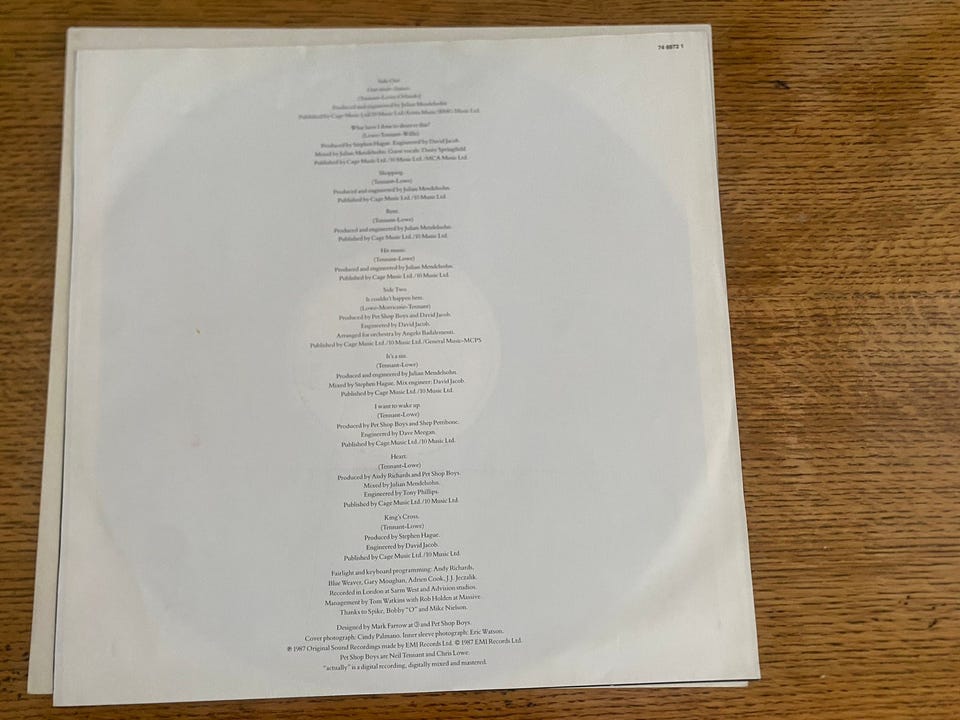 74 6972 1
Side One
One more chance.
(Tennant-Lowe-Orlando)
Produced and engineered by Julian Mendelsohn.
Published by Cage Music Ltd./10 Music Ltd./ Music/BMG Music Ltd.
What have I done to deserve this?
(Lowe-Tennant-Willis)
Produced by Stephen Hague. Engineered by David Jacob.
Mixed by Julian Mendelsohn. Guest vocals: Dusty Springfield.
Published by Cage Music Ltd./10 Music Ltd./MCA Music Ltd.
Shopping.
(Tennant-Lowe)
Produced and engineered by Julian Mendelsohn.
Published by Cage Music Ltd./10 Music Ltd.
Rent.
(Tennant-Lowe)
Produced and engineered by Julian Mendelsohn.
Published by Cage Music Ltd./10 Music Ltd.
Hit music.
(Tennant-Lowe)
Produced and engineered by Julian Mendelsohn.
Published by Cage Music Ltd./10 Music Ltd.
Side Two.
It couldn't happen here.
(Lowe-Morricone-Tennant)
Produced by Pet Shop Boys and David Jacob.
Engineered by David Jacob.
Arranged for orchestra by Angelo Badalamenti.
Published by Cage Music Ltd./10 Music Ltd./General Music-MCPS
It's a sin.
(Tennant-Lowe)
Produced and engineered by Julian Mendelsohn.
Mixed by Stephen Hague. Mix engineer: David Jacob.
Published by Cage Music Ltd./10 Music Ltd.
I want to wake up.
(Tennant-Lowe)
Produced by Pet Shop Boys and Shep Pettibone.
Engineered by Dave Meegan.
Published by Cage Music Ltd./10 Music Ltd.
Heart.
(Tennant-Lowe)
Produced by Andy Richards and Pet Shop Boys.
Mixed by Julian Mendelsohn.
Engineered by Tony Phillips.
Published by Cage Music Ltd./10 Music Ltd.
King's Cross.
(Tennant-Lowe)
Produced by Stephen Hague.
Engineered by David Jacob.
Published by Cage Music Ltd./10 Music Ltd.
Fairlight and keyboard programming: Andy Richards,
Blue Weaver, Gary Maughan, Adrien Cook, J.J. Jeczalik.
Recorded in London at Sarm West and Advision studios.
Management by Tom Watkins with Rob Holden at Massive.
Thanks to Spike, Bobby "O" and Mike Nielson.
Designed by Mark Farrow at ③ and Pet Shop Boys.
Cover photograph: Cindy Palmano. Inner sleeve photograph: Eric Watson.
℗ 1987 Original Sound Recordings made by EMI Records Ltd. © 1987 EMI Records Ltd.
Pet Shop Boys are Neil Tennant and Chris Lowe.
"actually" is a digital recording, digitally mixed and mastered.